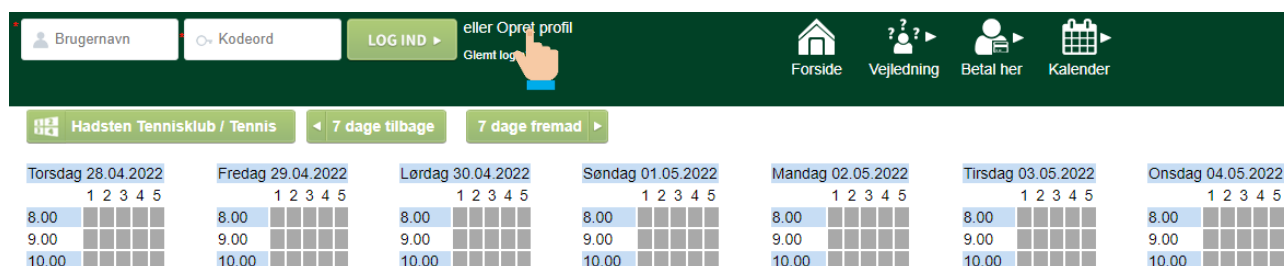 Brugernavn
Kodeord
LOG IND
eller Opret profil
Glemt log
Forside
Vejledning
Betal her
Kalender
Hadsten Tennisklub / Tennis
7 dage tilbage
7 dage fremad
Torsdag 28.04.2022 Fredag 29.04.2022 Lørdag 30.04.2022 Søndag 01.05.2022 Mandag 02.05.2022 Tirsdag 03.05.2022 Onsdag 04.05.2022
1 2 3 4 5 1 2 3 4 5 1 2 3 4 5 1 2 3 4 5 1 2 3 4 5 1 2 3 4 5 1 2 3 4 5
8.00 8.00 8.00 8.00 8.00 8.00 8.00
9.00 9.00 9.00 9.00 9.00 9.00 9.00
10.00 10.00 10.00 10.00 10.00 10.00 10.00